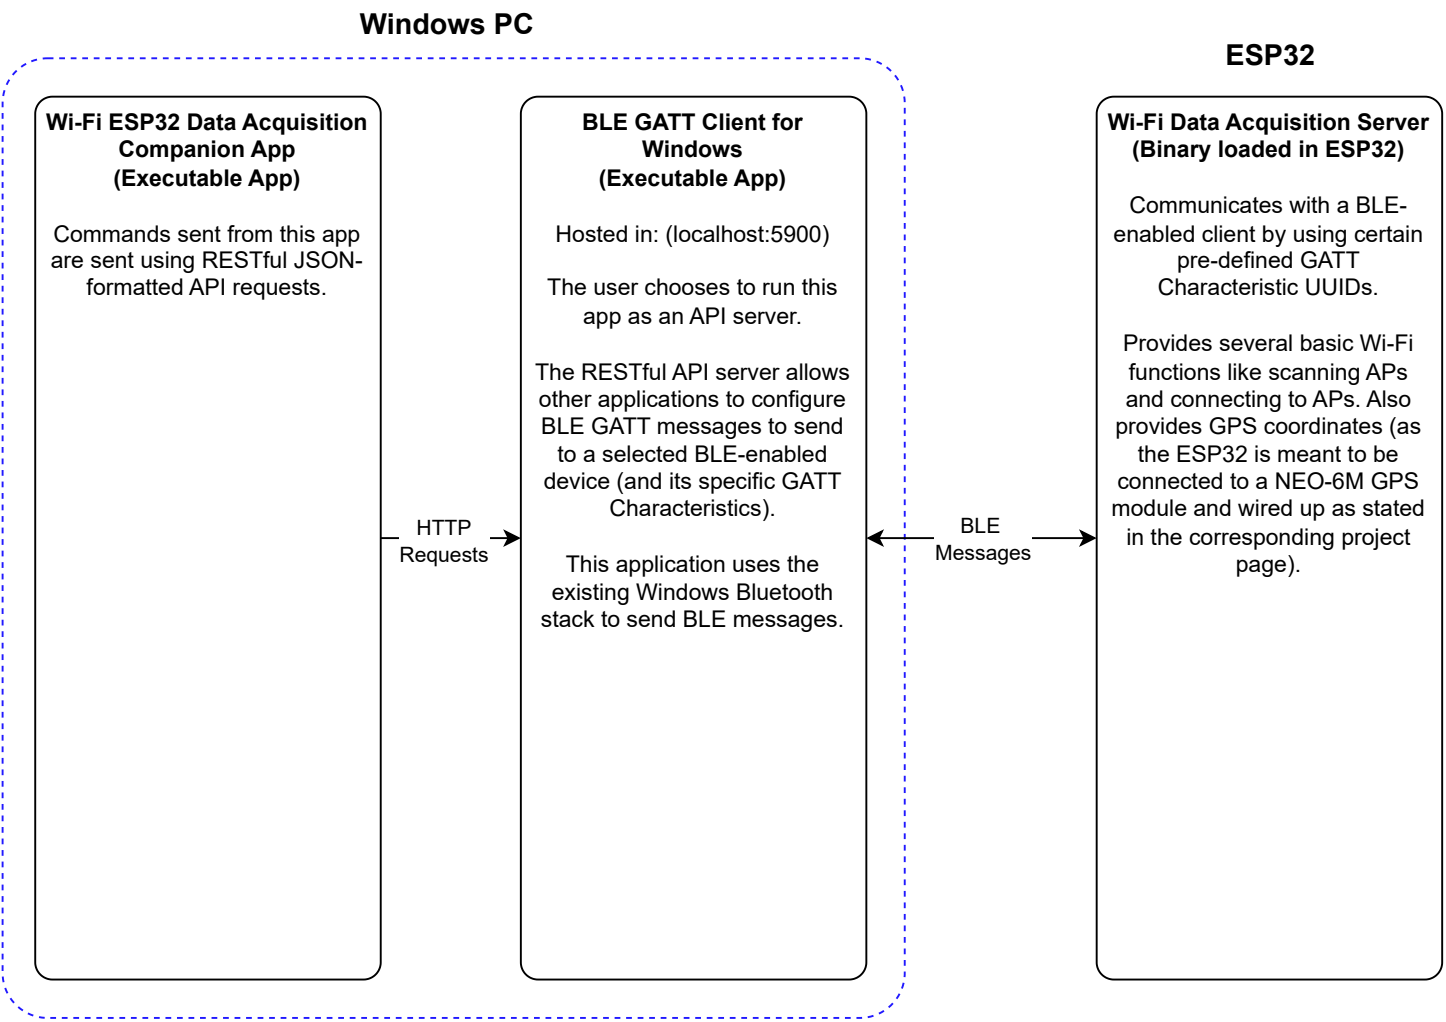 Windows PC
ESP32
Wi-Fi ESP32 Data Acquisition
Companion App
(Executable App)
Commands sent from this app
are sent using RESTful JSON-
formatted API requests.
HTTP
Requests
BLE GATT Client for
Windows
(Executable App)
Hosted in: (localhost:5900)
The user chooses to run this
app as an API server.
The RESTful API server allows
other applications to configure
BLE GATT messages to send
to a selected BLE-enabled
device (and its specific GATT
Characteristics).
This application uses the
existing Windows Bluetooth
stack to send BLE messages.
BLE
Messages
Wi-Fi Data Acquisition Server
(Binary loaded in ESP32)
Communicates with a BLE-
enabled client by using certain
pre-defined GATT
Characteristic UUIDs.
Provides several basic Wi-Fi
functions like scanning APs
and connecting to APs. Also
provides GPS coordinates (as
the ESP32 is meant to be
connected to a NEO-6M GPS
module and wired up as stated
in the corresponding project
page).